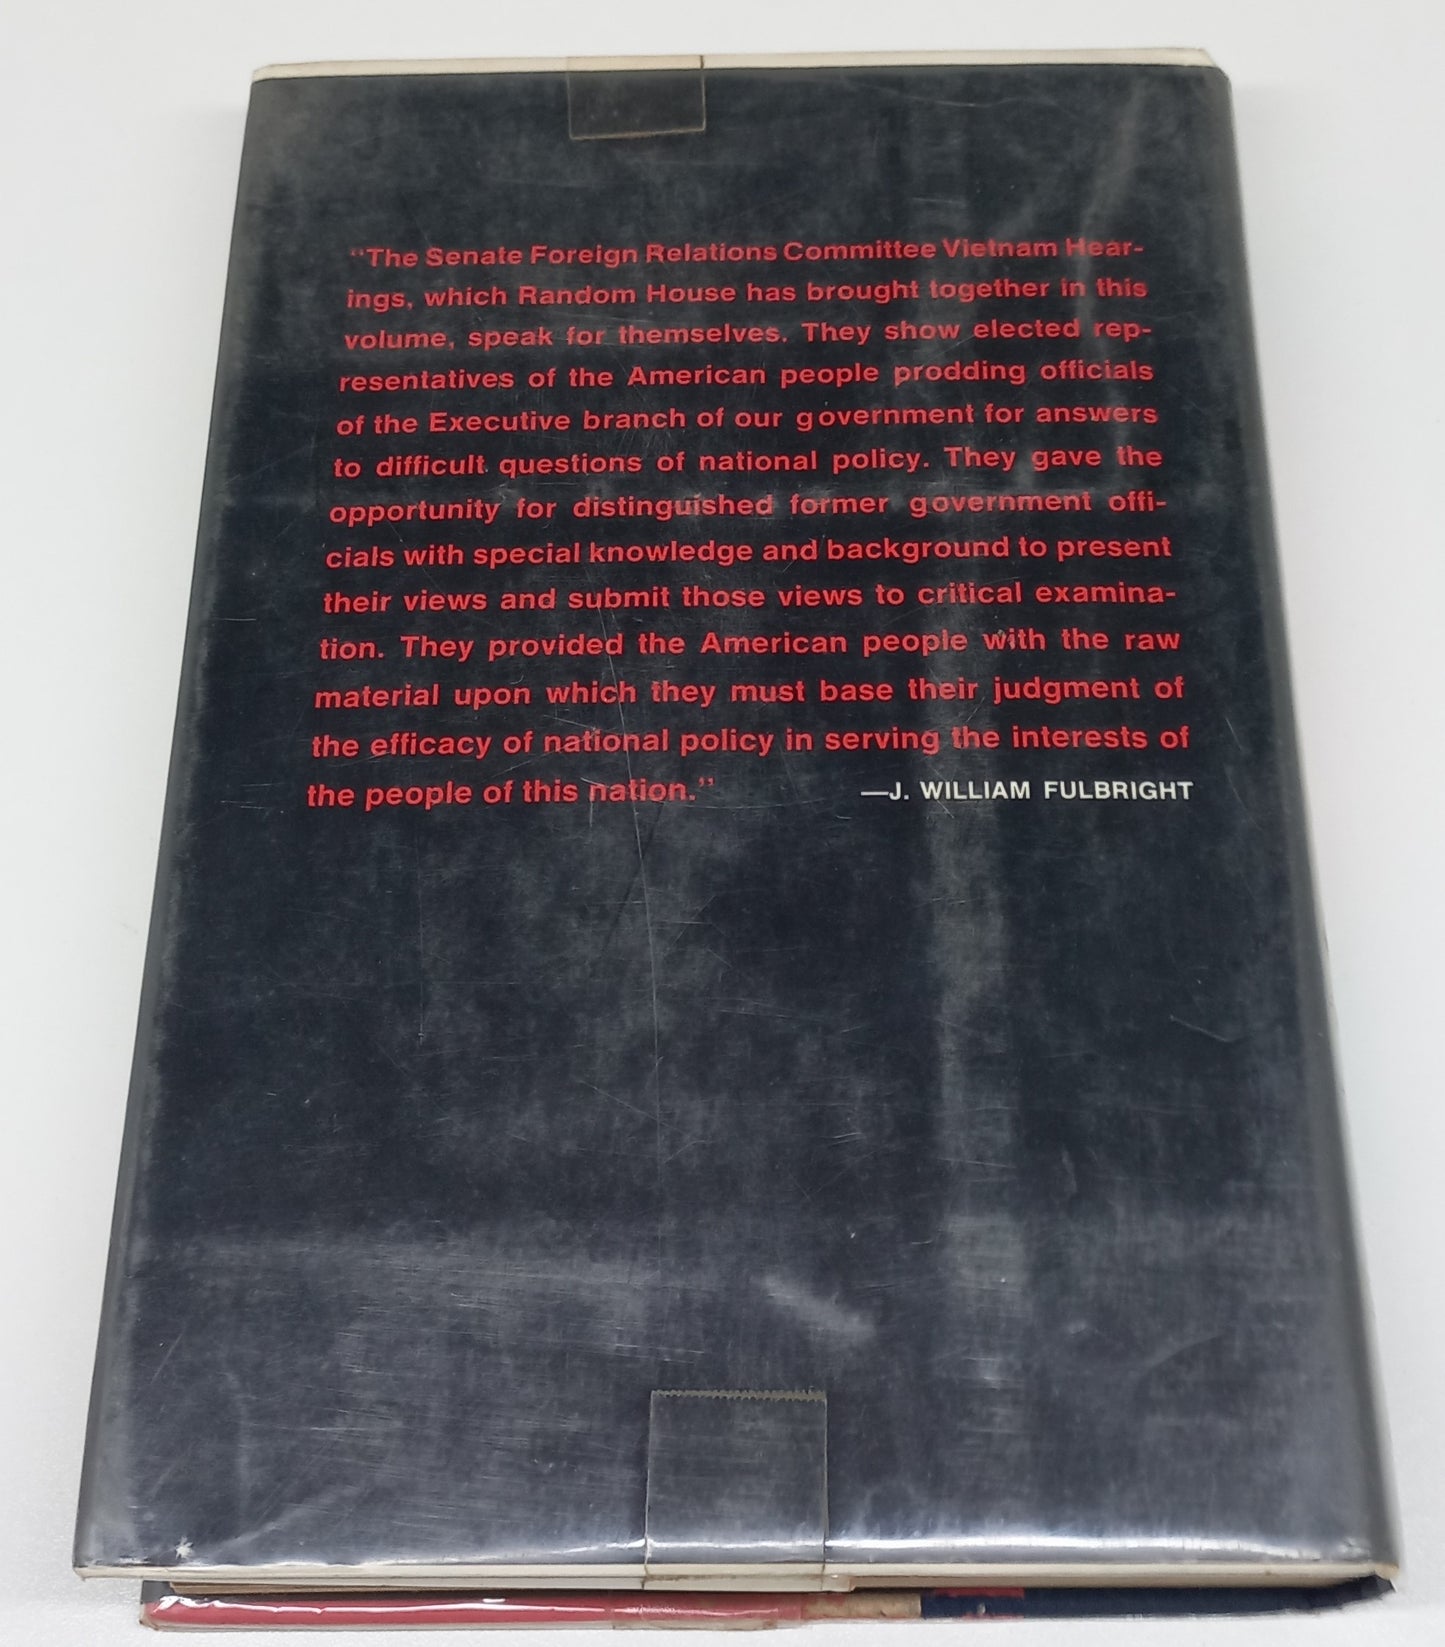 "The Senate Foreign Relations Committee Vietnam Hear-
ings, which Random House has brought together in this
volume, speak for themselves. They show elected rep-
resentatives of the American people prodding officials
of the Executive branch of our government for answers
to difficult questions of national policy. They gave the
opportunity for distinguished former government offi-
cials with special knowledge and background to present
their views and submit those views to critical examina-
tion. They provided the American people with the raw
material upon which they must base their judgment of
the efficacy of national policy in serving the interests of
the people of this nation." —J. WILLIAM FULBRIGHT